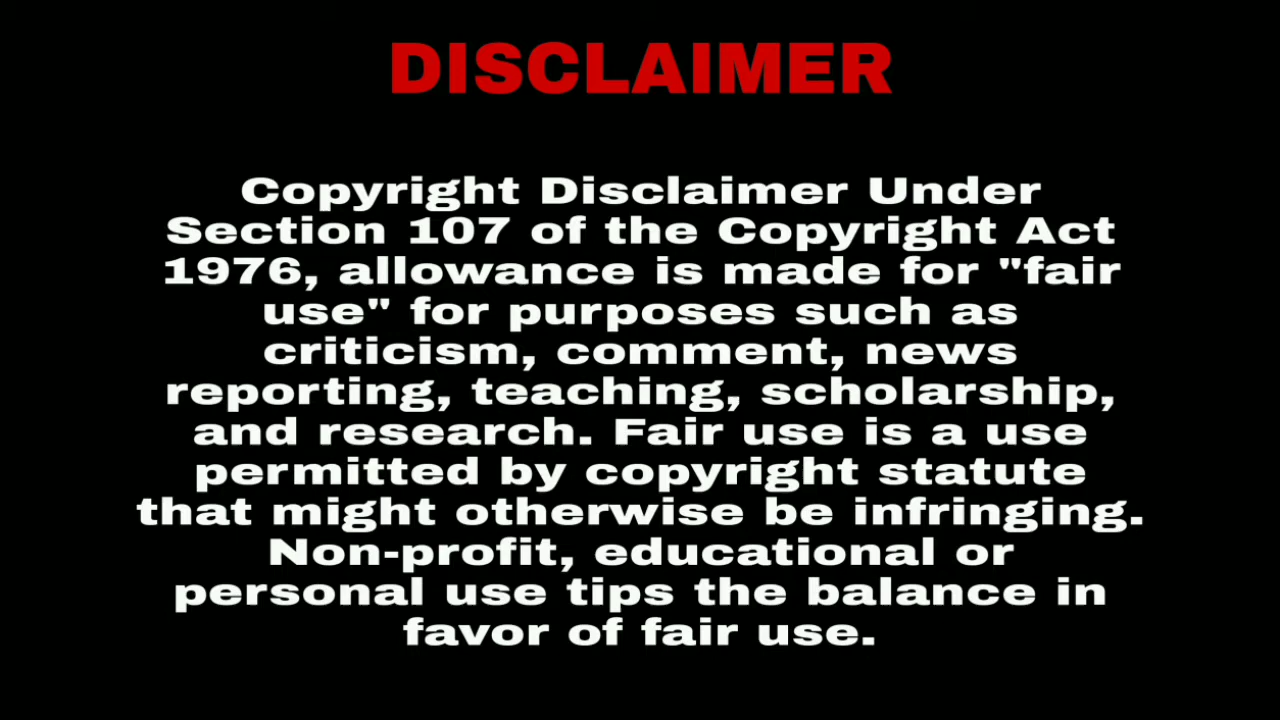 DISCLAIMER
Copyright Disclaimer Under
Section 107 of the Copyright Act
1976, allowance is made for "fair
use" for purposes such as
criticism, comment, news
reporting, teaching, scholarship,
and research. Fair use is a use
permitted by copyright statute
that might otherwise be infringing.
Non-profit, educational or
personal use tips the balance in
favor of fair use.